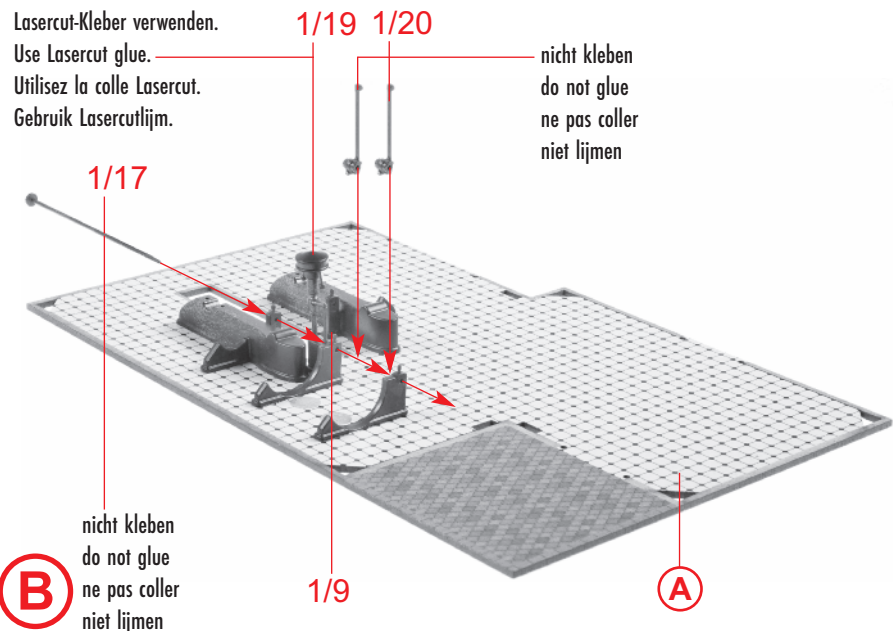 Lasercut-Kleber verwenden.
Use Lasercut glue.
Utilisez la colle Lasercut.
Gebruik Lasercutlijm.
1/19
1/20
nicht kleben
do not glue
ne pas coller
niet lijmen
1/17
nicht kleben
do not glue
ne pas coller
niet lijmen
B
1/9
A